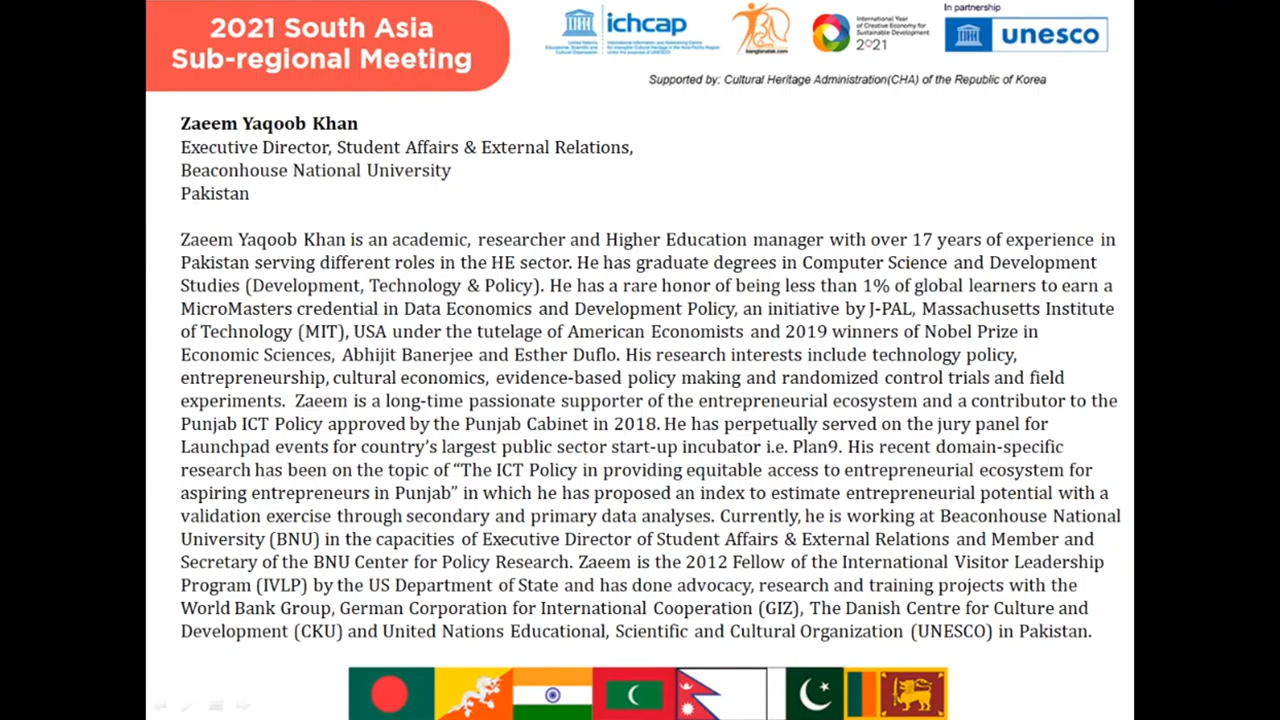 2021 South Asia
Sub-regional Meeting
ichcap
banglanatak.com
International Year
of Creative Economy for
Sustainable Development
2021
In partnership
unesco
Supported by: Cultural Heritage Administration(CHA) of the Republic of Korea
Zaeem Yaqoob Khan
Executive Director, Student Affairs & External Relations,
Beaconhouse National University
Pakistan
Zaeem Yaqoob Khan is an academic, researcher and Higher Education manager with over 17 years of experience in
Pakistan serving different roles in the HE sector. He has graduate degrees in Computer Science and Development
Studies (Development, Technology & Policy). He has a rare honor of being less than 1% of global learners to earn a
MicroMasters credential in Data Economics and Development Policy, an initiative by J-PAL, Massachusetts Institute
of Technology (MIT), USA under the tutelage of American Economists and 2019 winners of Nobel Prize in
Economic Sciences, Abhijit Banerjee and Esther Duflo. His research interests include technology policy,
entrepreneurship, cultural economics, evidence-based policy making and randomized control trials and field
experiments. Zaeem is a long-time passionate supporter of the entrepreneurial ecosystem and a contributor to the
Punjab ICT Policy approved by the Punjab Cabinet in 2018. He has perpetually served on the jury panel for
Launchpad events for country's largest public sector start-up incubator i.e. Plan9. His recent domain-specific
research has been on the topic of "The ICT Policy in providing equitable access to entrepreneurial ecosystem for
aspiring entrepreneurs in Punjab" in which he has proposed an index to estimate entrepreneurial potential with a
validation exercise through secondary and primary data analyses. Currently, he is working at Beaconhouse National
University (BNU) in the capacities of Executive Director of Student Affairs & External Relations and Member and
Secretary of the BNU Center for Policy Research. Zaeem is the 2012 Fellow of the International Visitor Leadership
Program (IVLP) by the US Department of State and has done advocacy, research and training projects with the
World Bank Group, German Corporation for International Cooperation (GIZ), The Danish Centre for Culture and
Development (CKU) and United Nations Educational, Scientific and Cultural Organization (UNESCO) in Pakistan.